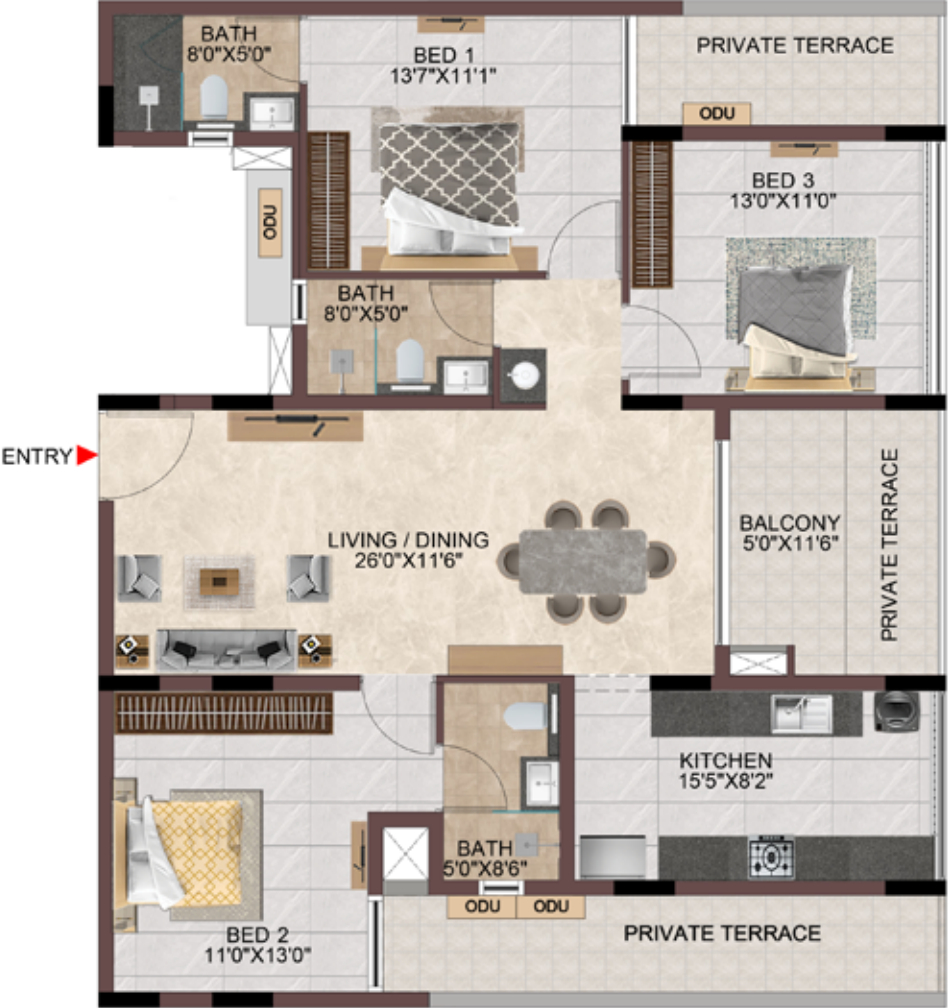 BATH
8'0"X5'0"
BED 1
13'7"X11'1"
PRIVATE TERRACE
ODU
BED 3
13'0"X11'0"
ODU
BATH
8'0"X5'0"
ENTRY
LIVING / DINING
26'0"X11'6"
BALCONY
5'0"X11'6"
PRIVATE TERRACE
KITCHEN
15'5"X8'2"
BATH
5'0"X8'6"
ODU
ODU
BED 2
11'0"X13'0"
PRIVATE TERRACE